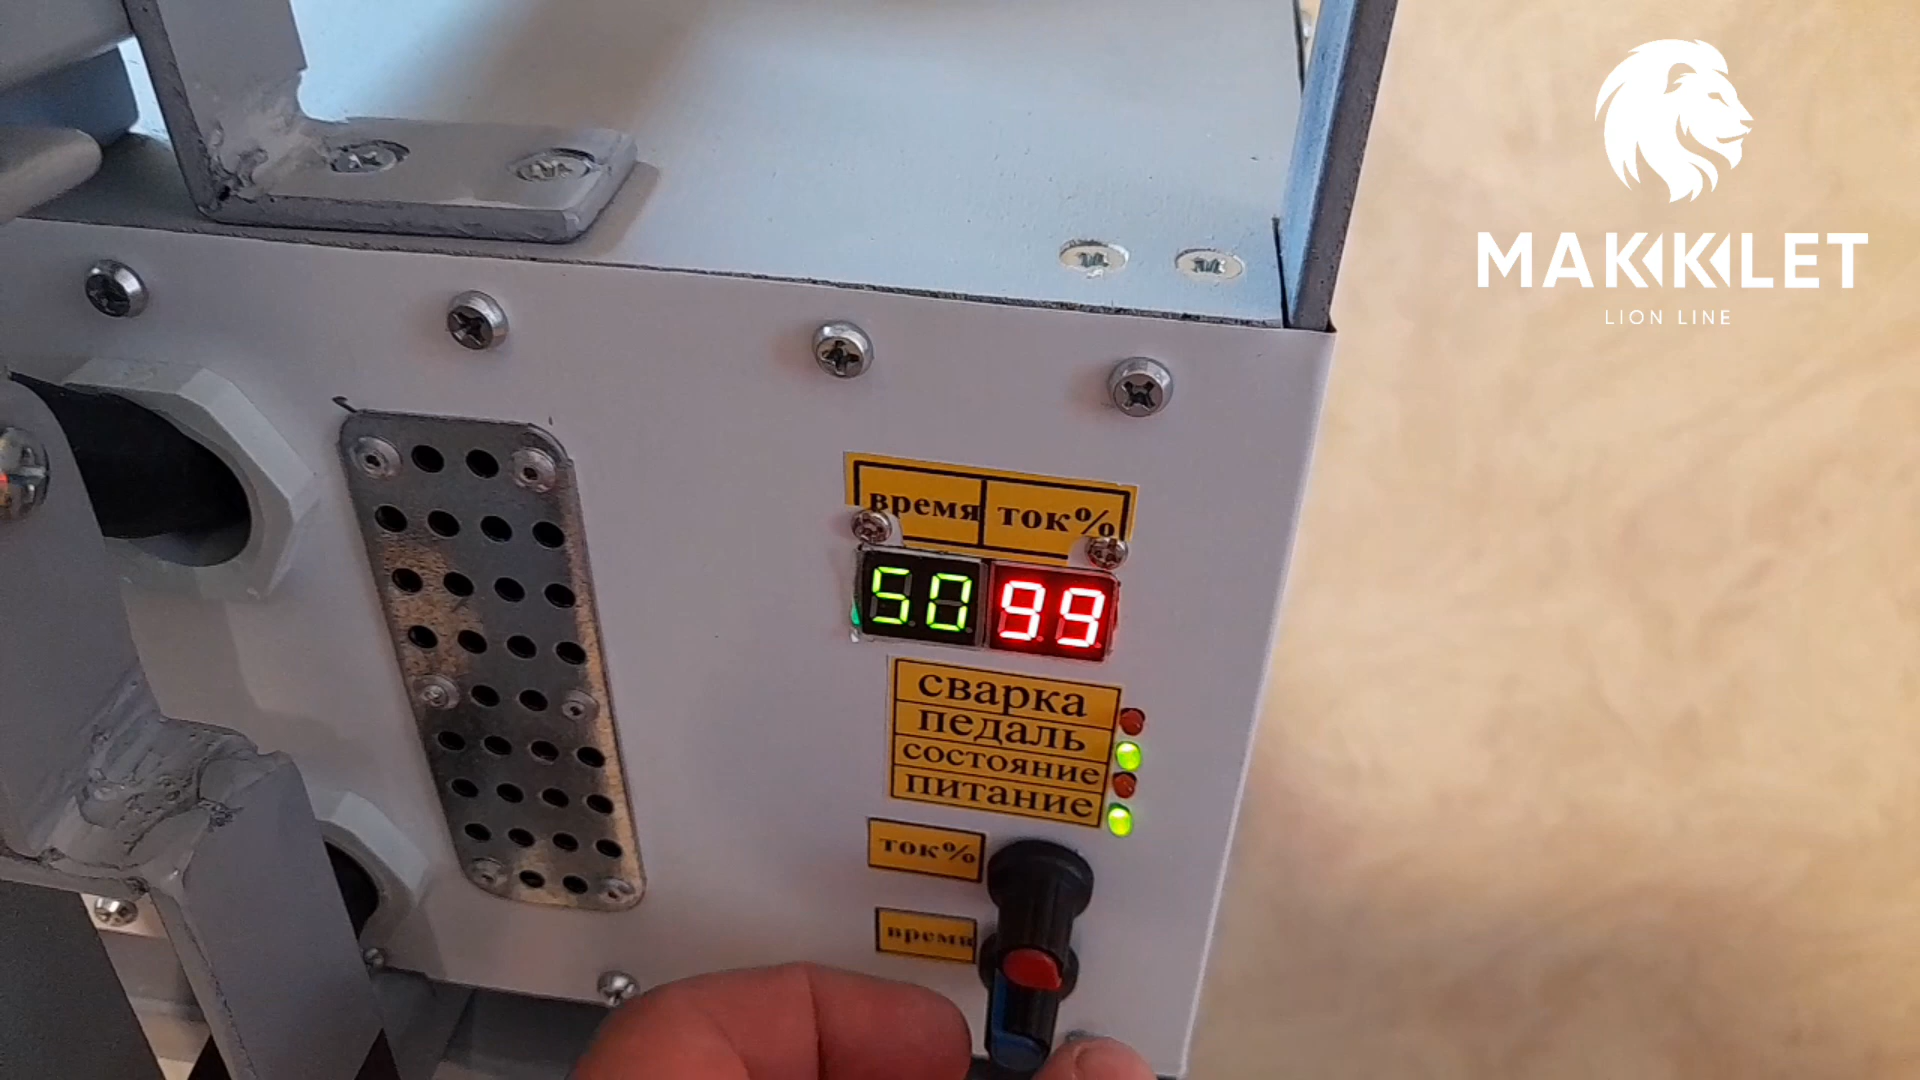 MAKKLET
LION LINE
время ток%
50 99
сварка
педаль
состояние
питание
ток%
время